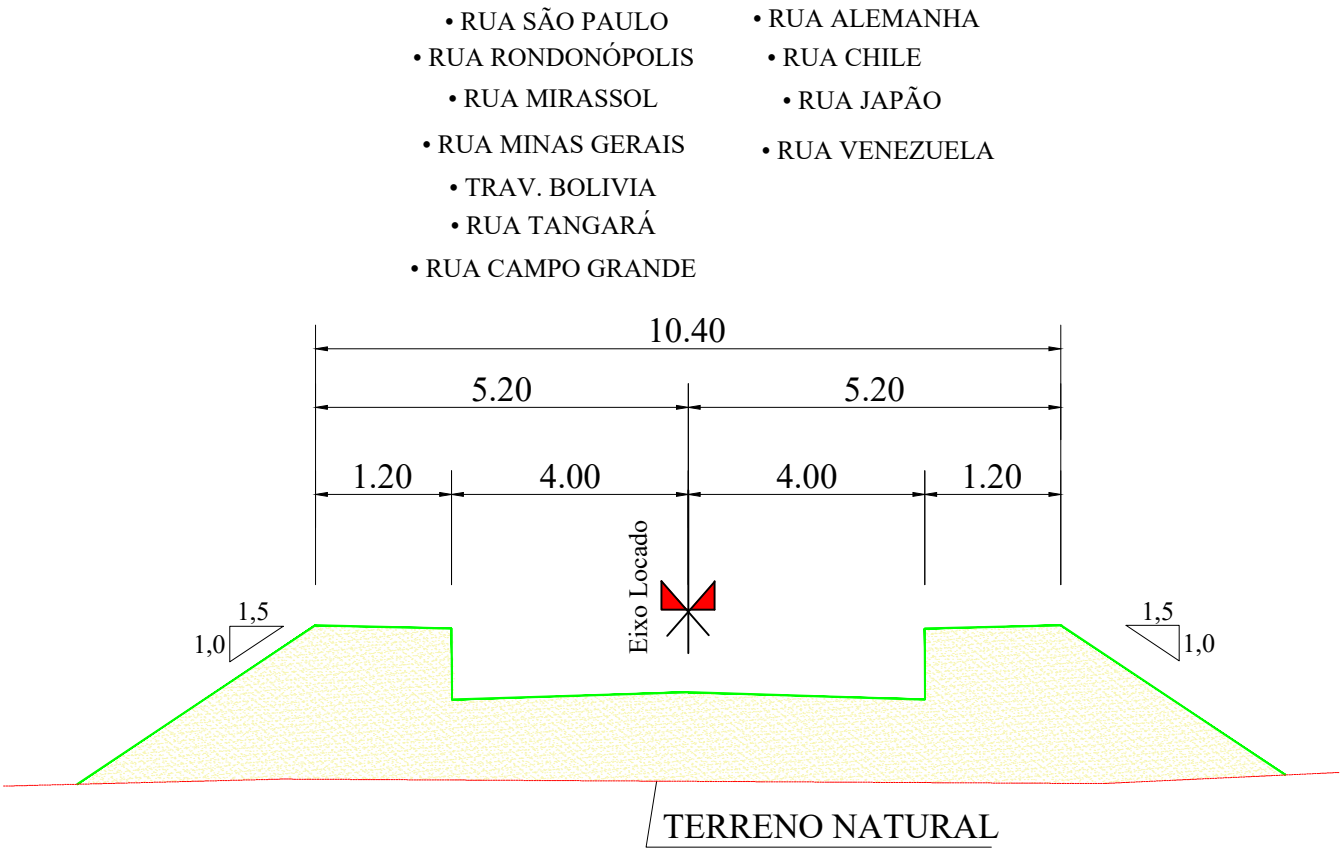 • RUA SÃO PAULO
• RUA RONDONÓPOLIS
• RUA MIRASSOL
• RUA MINAS GERAIS
• TRAV. BOLIVIA
• RUA TANGARÁ
• RUA CAMPO GRANDE
• RUA ALEMANHA
• RUA CHILE
• RUA JAPÃO
• RUA VENEZUELA
10.40
5.20 5.20
1.20 4.00 4.00 1.20
Eixo Locado
1,5
1,0
1,5
1,0
TERRENO NATURAL